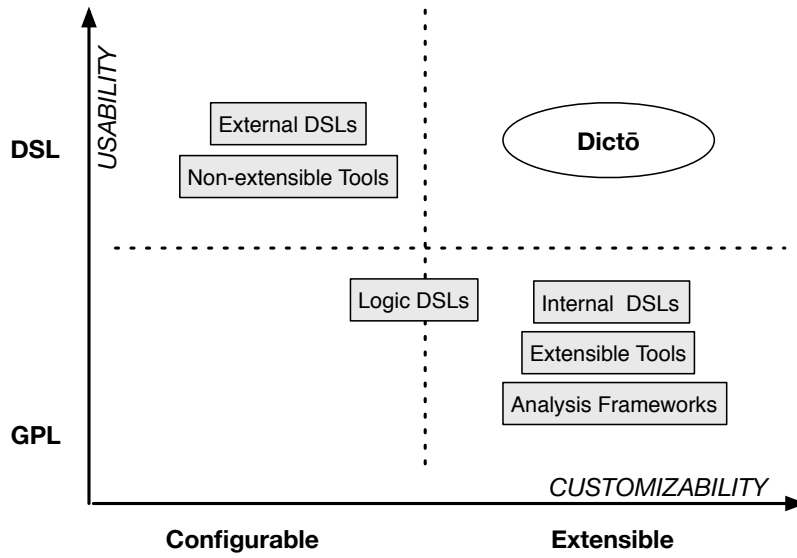 USABILITY
DSL
External DSLs
Non-extensible Tools
Dictō
Logic DSLs
Internal DSLs
Extensible Tools
Analysis Frameworks
GPL
CUSTOMIZABILITY
Configurable
Extensible